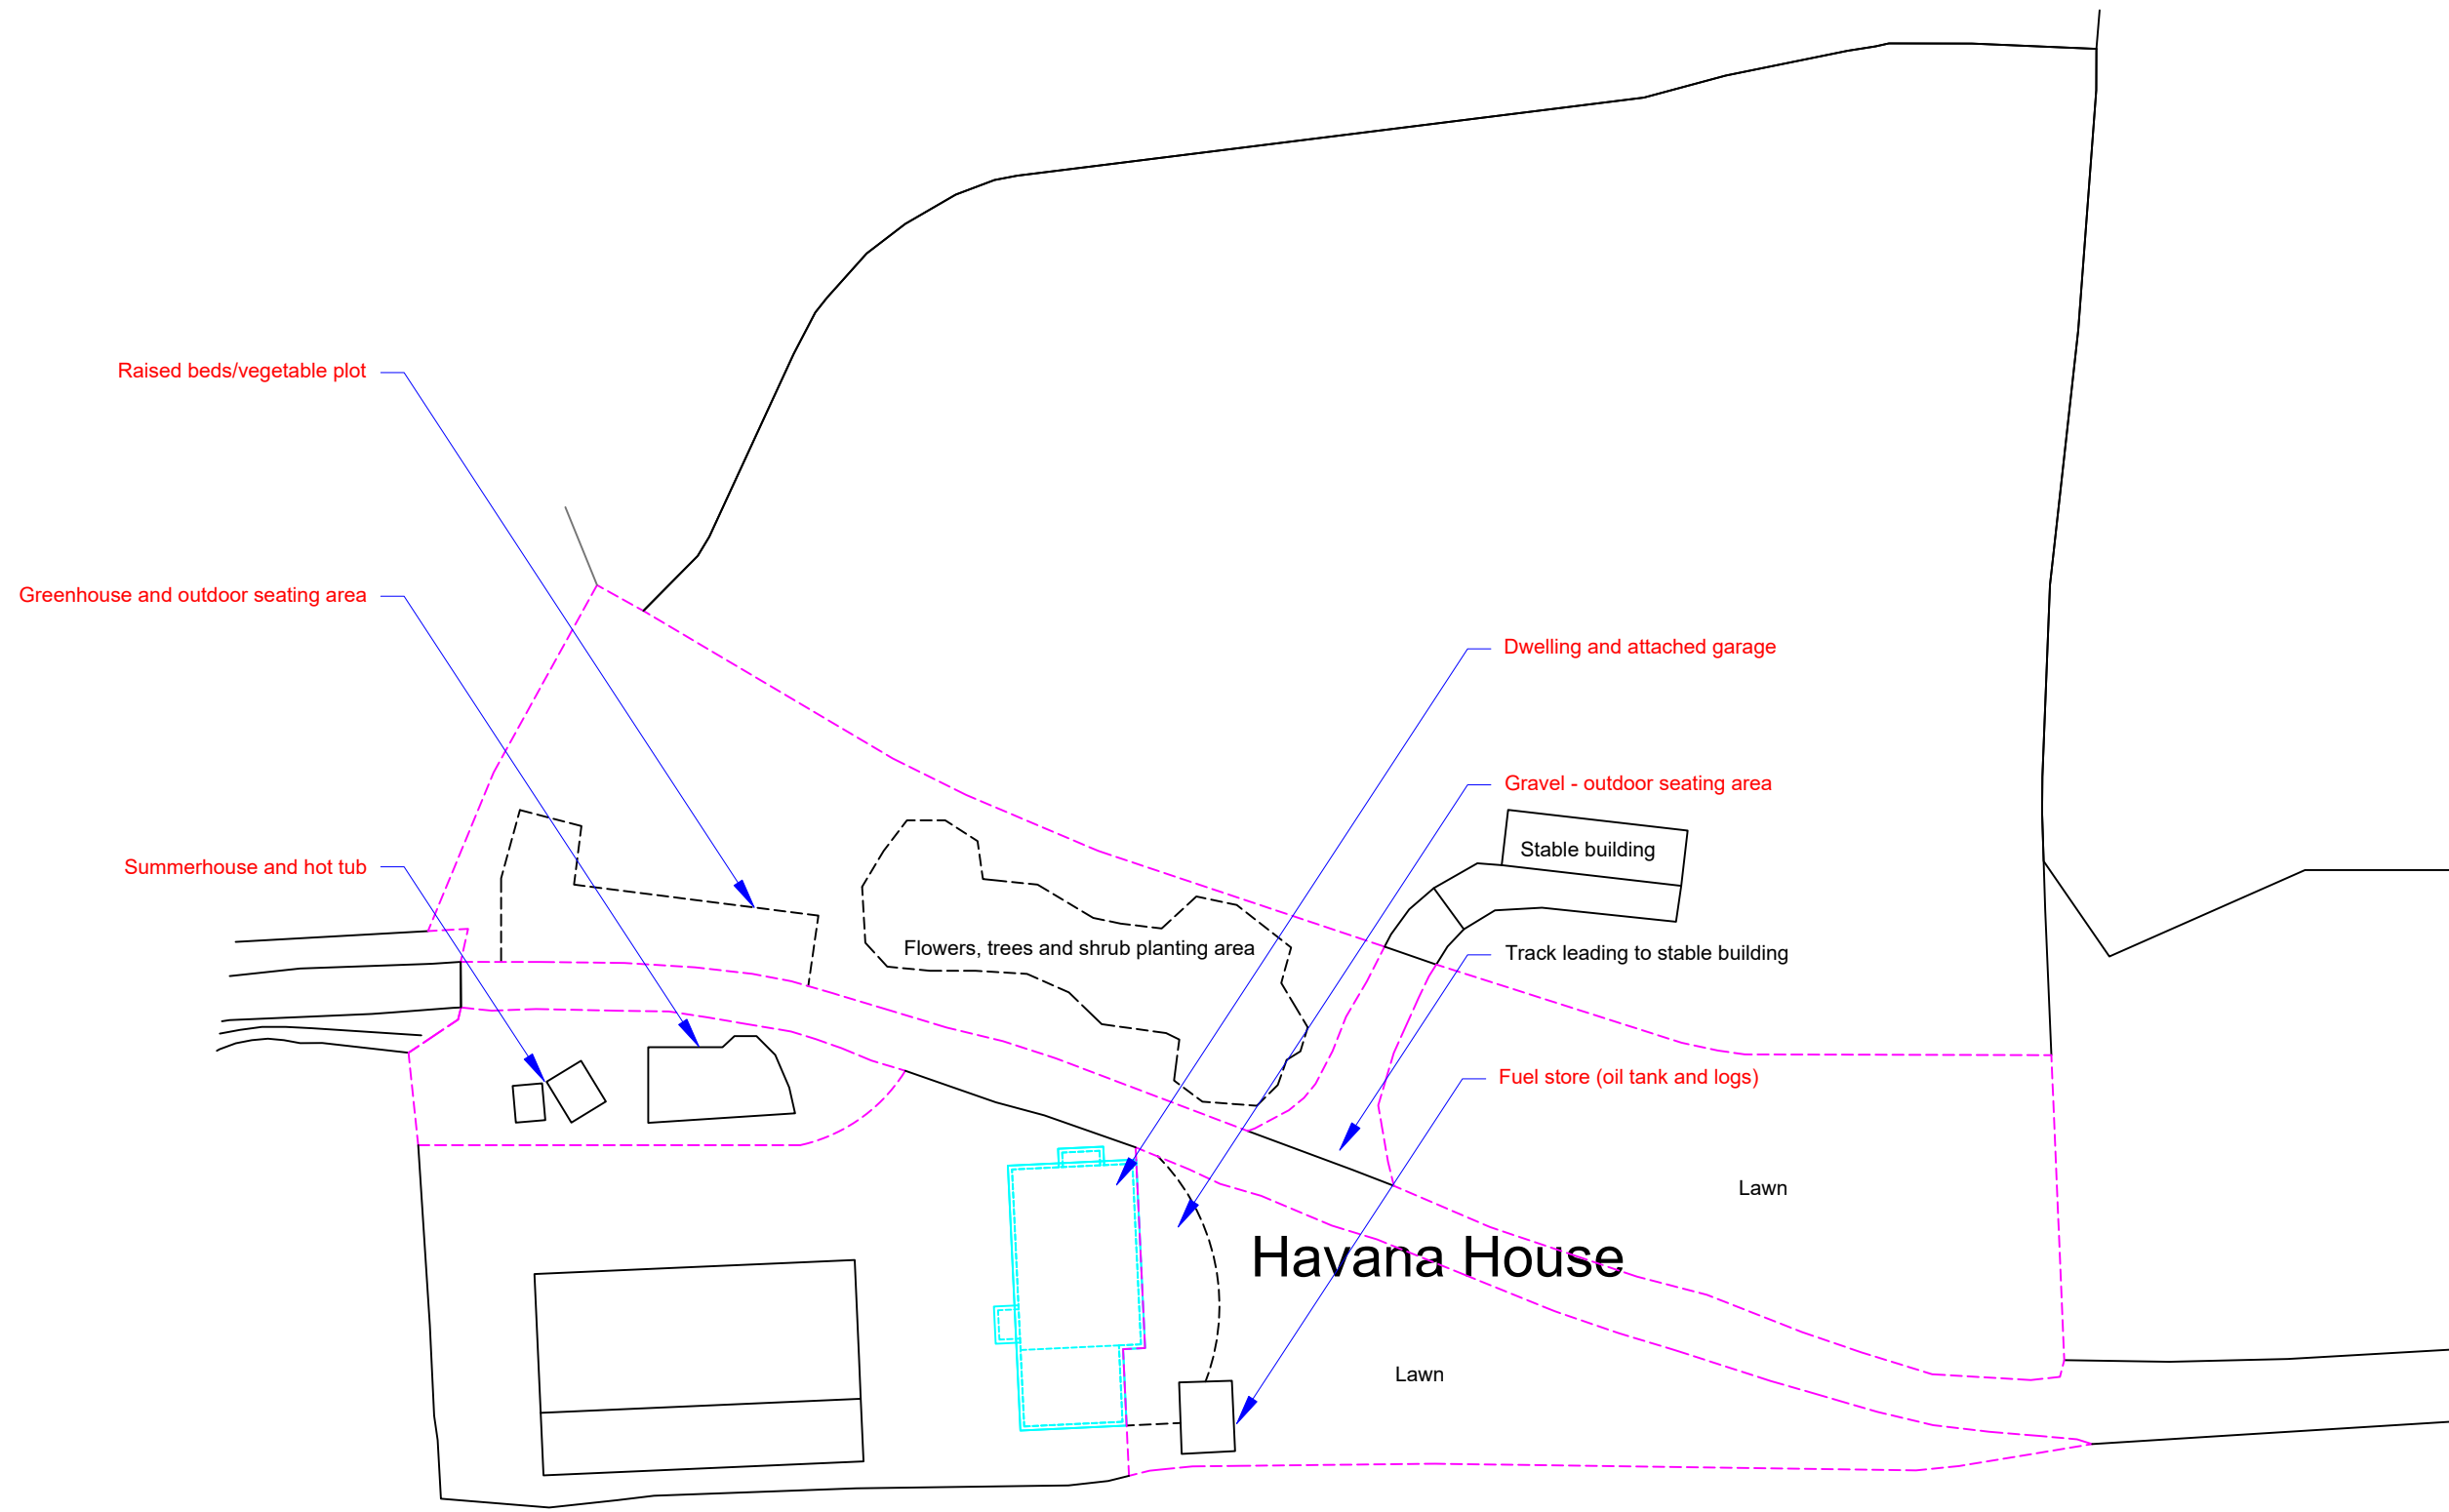 Raised beds/vegetable plot
Greenhouse and outdoor seating area
Dwelling and attached garage
Gravel - outdoor seating area
Stable building
Summerhouse and hot tub
Flowers, trees and shrub planting area
Track leading to stable building
Fuel store (oil tank and logs)
Lawn
Havana House
Lawn